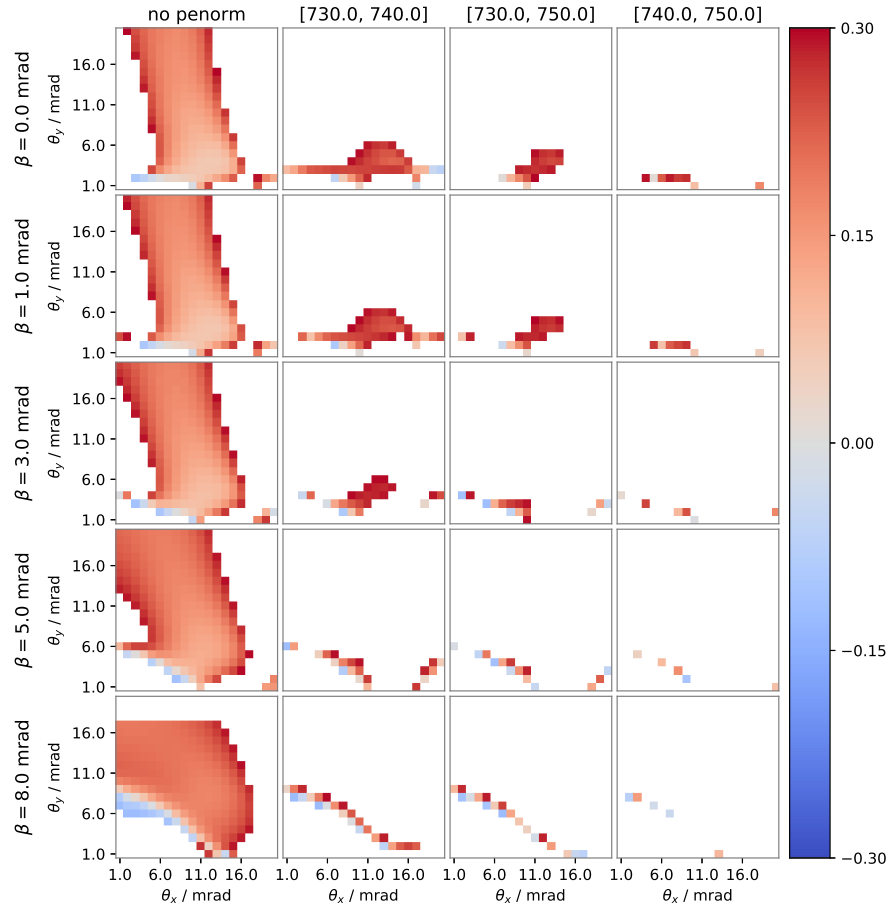 no penorm [730.0, 740.0] [730.0, 750.0] [740.0, 750.0]
β = 0.0 mrad
θy / mrad
16.0
11.0
6.0
1.0
β = 1.0 mrad
θy / mrad
16.0
11.0
6.0
1.0
β = 3.0 mrad
θy / mrad
16.0
11.0
6.0
1.0
β = 5.0 mrad
θy / mrad
16.0
11.0
6.0
1.0
β = 8.0 mrad
θy / mrad
16.0
11.0
6.0
1.0
1.0 6.0 11.0 16.0 1.0 6.0 11.0 16.0 1.0 6.0 11.0 16.0 1.0 6.0 11.0 16.0
θx / mrad θx / mrad θx / mrad θx / mrad
0.30
0.15
0.00
−0.15
−0.30